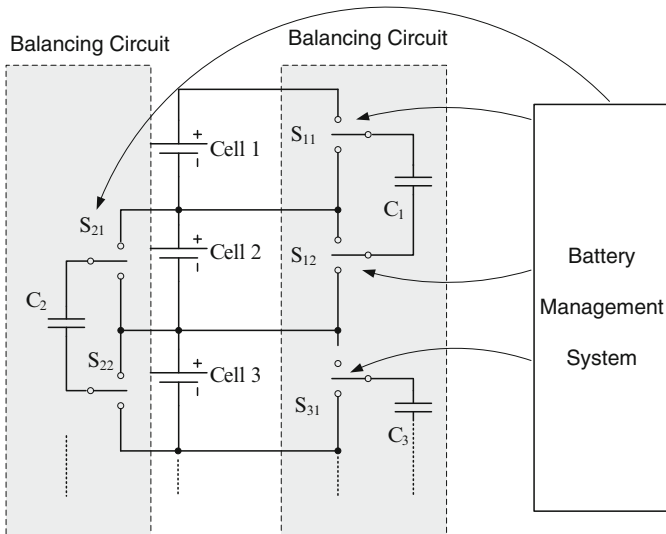 Balancing Circuit
Balancing Circuit
S11
+
Cell 1
C1
S21
+
Cell 2
S12
Battery
C2
Management
S22
+
Cell 3
System
S31
C3